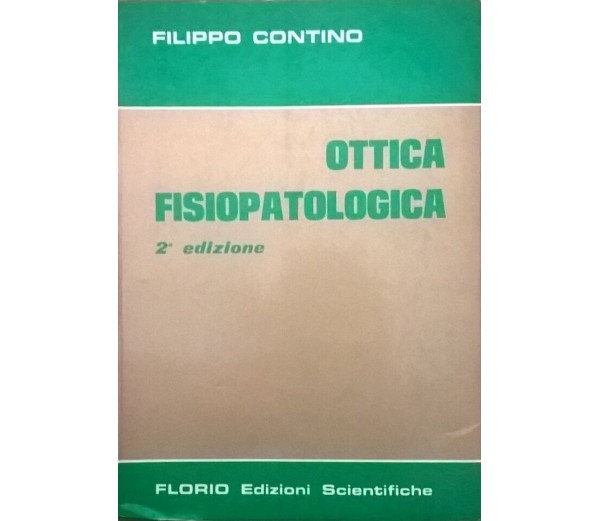 FILIPPO CONTINO
OTTICA
FISIOPATOLOGICA
2ª edizione
FLORIO Edizioni Scientifiche